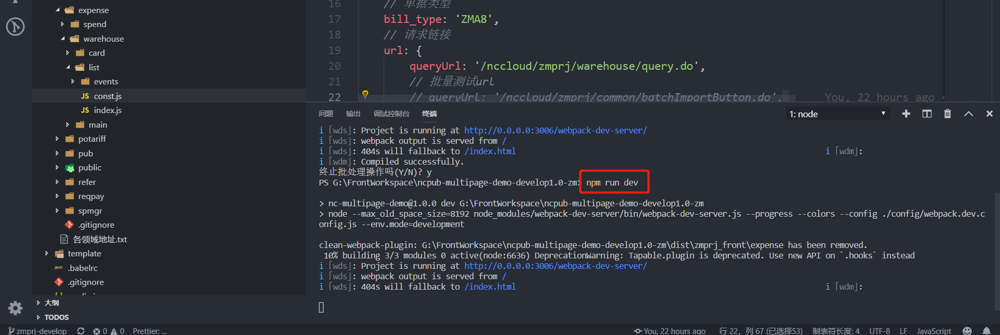 expense
spend
warehouse
card
list
events
JS const.js
JS index.js
main
potariff
pub
public
refer
reqpay
spmgr
.gitignore
各领域地址.txt
template
.babelrc
.gitignore
大纲
TODOS
16 // 单据类型
17 bill_type: 'ZMA8',
18 // 请求链接
19 url: {
20 queryUrl: '/nccloud/zmprj/warehouse/query.do',
21 // 批量测试url
22 // queryUrl: '/nccloud/zmprj/common/batchImportButton.do', You, 22 hours ago •
问题 输出 调试控制台 终端 1: node
i ｢wds｣: Project is running at http://0.0.0.0:3006/webpack-dev-server/
i ｢wds｣: webpack output is served from /
i ｢wds｣: 404s will fallback to /index.html i ｢wdm｣:
i ｢wdm｣: Compiled successfully.
终止批处理操作吗(Y/N)? y
PS G:\FrontWorkspace\ncpub-multipage-demo-develop1.0-zm> npm run dev
> nc-multipage-demo@1.0.0 dev G:\FrontWorkspace\ncpub-multipage-demo-develop1.0-zm
> node --max_old_space_size=8192 node_modules/webpack-dev-server/bin/webpack-dev-server.js --progress --colors --config ./config/webpack.dev.c
onfig.js --env.mode=development
clean-webpack-plugin: G:\FrontWorkspace\ncpub-multipage-demo-develop1.0-zm\dist\zmprj_front\expense has been removed.
10% building 3/3 modules 0 active(node:6636) DeprecationWarning: Tapable.plugin is deprecated. Use new API on `.hooks` instead
i ｢wds｣: Project is running at http://0.0.0.0:3006/webpack-dev-server/
i ｢wds｣: webpack output is served from /
i ｢wds｣: 404s will fallback to /index.html i ｢wdm｣:
zmprj-develop 0 0 Prettier: ... You, 22 hours ago 行 22，列 67 (已选择53) 制表符长度: 4 UTF-8 LF JavaScript